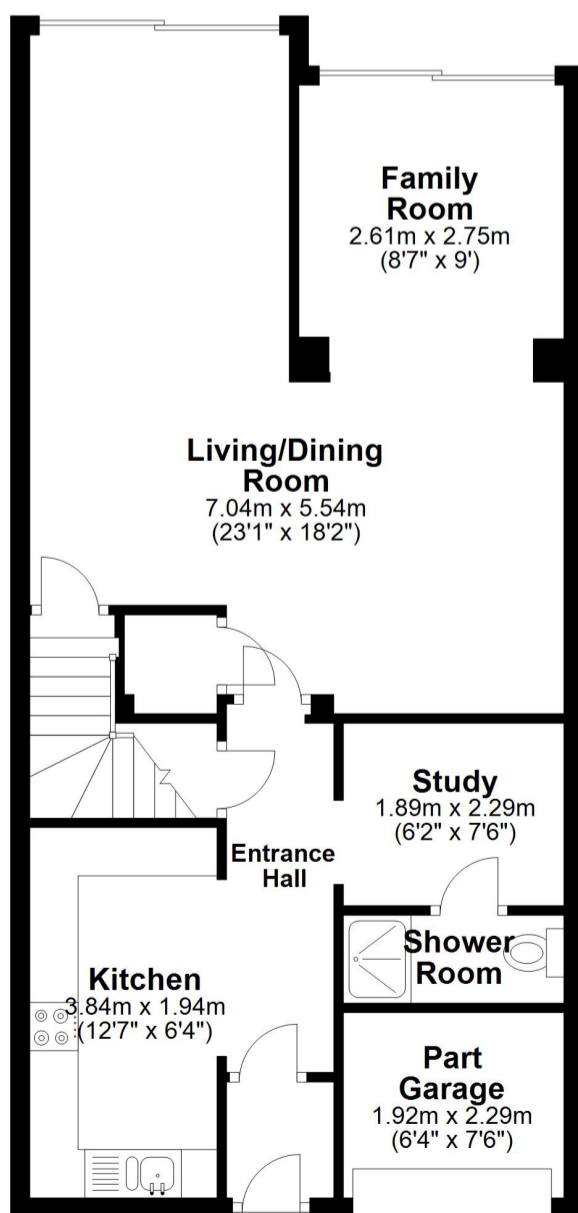 Family
Room
2.61m x 2.75m
(8'7" x 9')
Living/Dining
Room
7.04m x 5.54m
(23'1" x 18'2")
Study
1.89m x 2.29m
(6'2" x 7'6")
Entrance
Hall
Shower
Room
Kitchen
3.84m x 1.94m
(12'7" x 6'4")
Part
Garage
1.92m x 2.29m
(6'4" x 7'6")